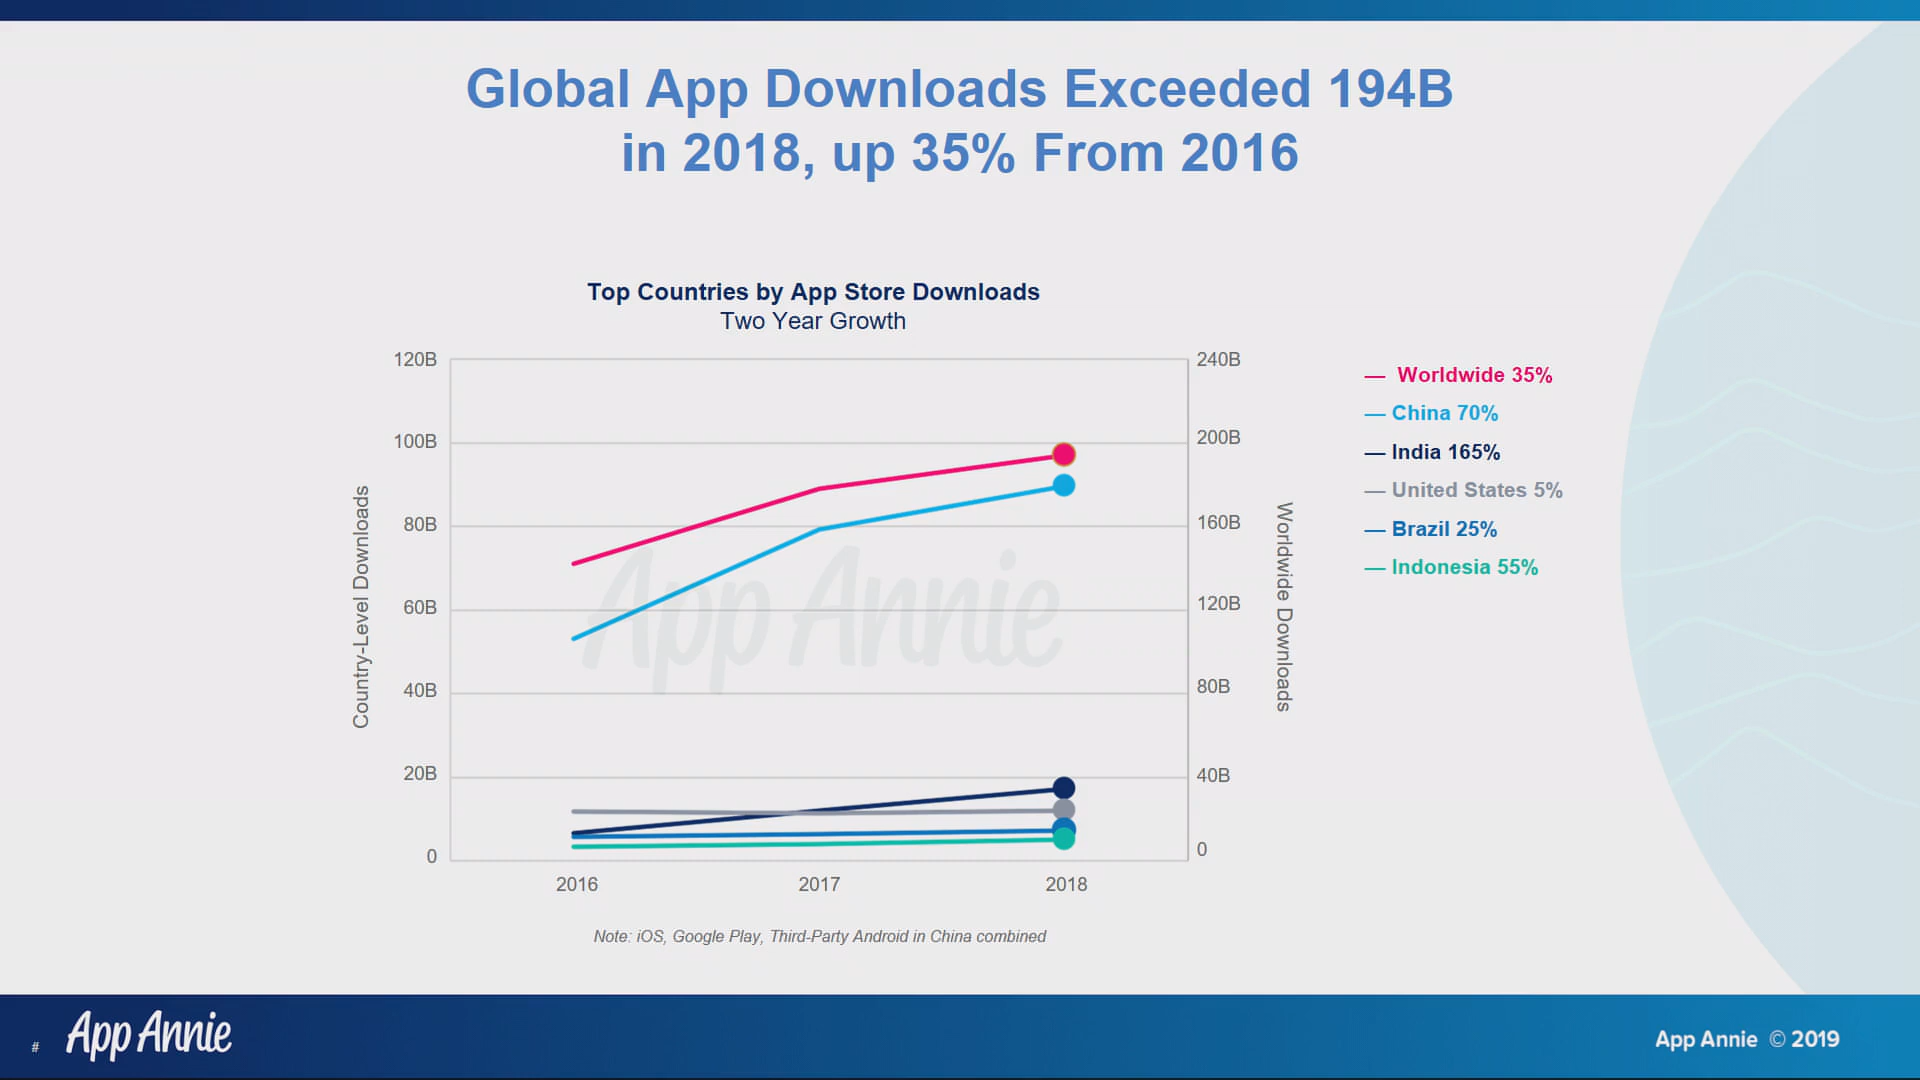 Global App Downloads Exceeded 194B
in 2018, up 35% From 2016
Top Countries by App Store Downloads
Two Year Growth
Country-Level Downloads
120B
100B
80B
60B
40B
20B
0
App Annie
240B
200B
160B
120B
80B
40B
0
Worldwide Downloads
2016
2017
2018
— Worldwide 35%
— China 70%
— India 165%
— United States 5%
— Brazil 25%
— Indonesia 55%
Note: iOS, Google Play, Third-Party Android in China combined
# App Annie
App Annie © 2019